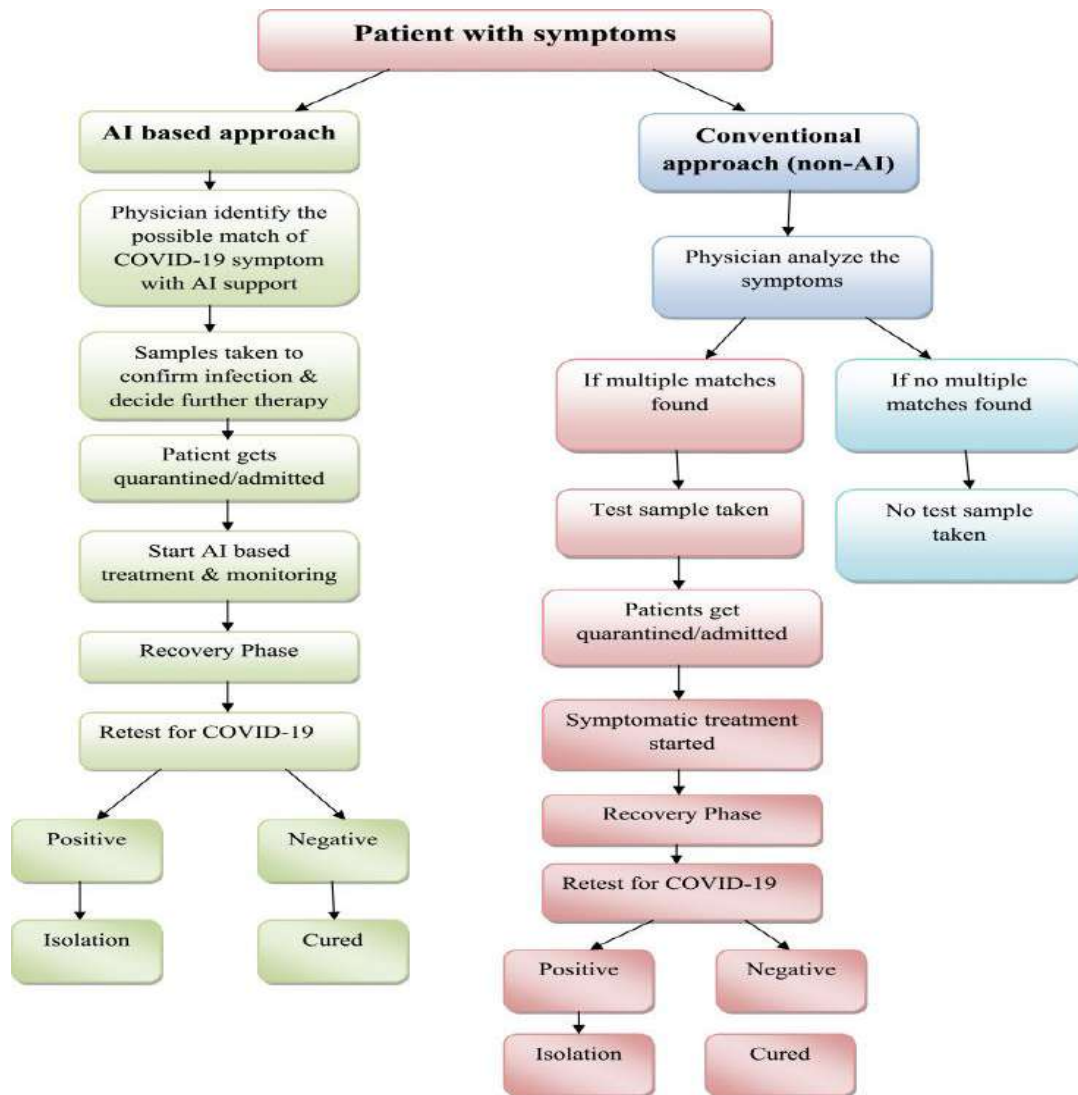 Patient with symptoms
AI based approach
Physician identify the
possible match of
COVID-19 symptom
with AI support
Samples taken to
confirm infection &
decide further therapy
Patient gets
quarantined/admitted
Start AI based
treatment & monitoring
Recovery Phase
Retest for COVID-19
Positive
Negative
Isolation
Cured
Conventional
approach (non-AI)
Physician analyze the
symptoms
If multiple matches
found
If no multiple
matches found
Test sample taken
No test sample
taken
Patients get
quarantined/admitted
Symptomatic treatment
started
Recovery Phase
Retest for COVID-19
Positive
Negative
Isolation
Cured